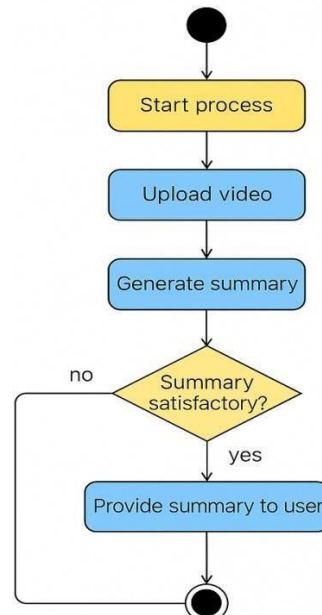 Start process
Upload video
Generate summary
no
Summary
satisfactory?
yes
Provide summary to user